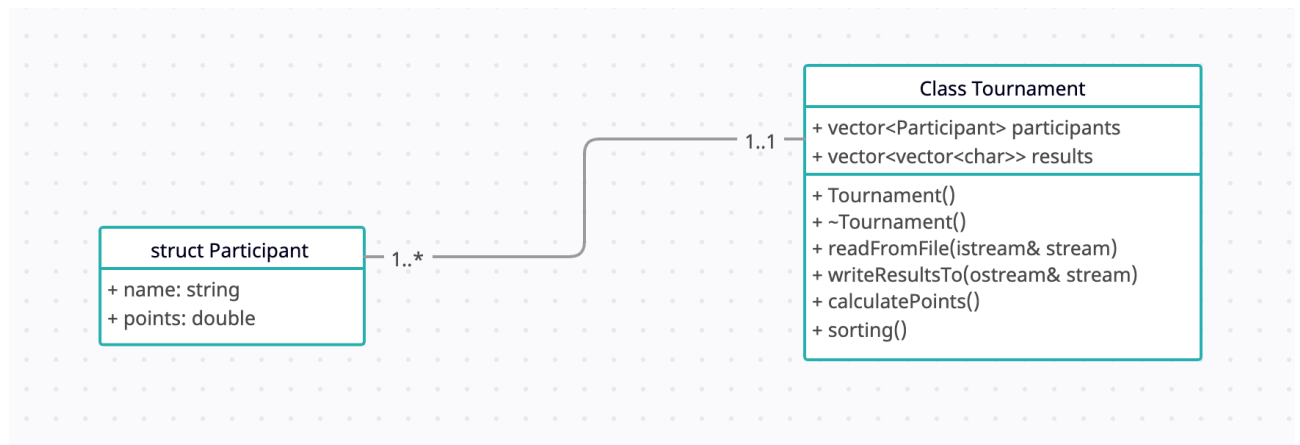 Class Tournament
+ vector<Participant> participants
+ vector<vector<char>> results
+ Tournament()
+ ~Tournament()
+ readFromFile(istream& stream)
+ writeResultsTo(ostream& stream)
+ calculatePoints()
+ sorting()
1..1
1..*
struct Participant
+ name: string
+ points: double